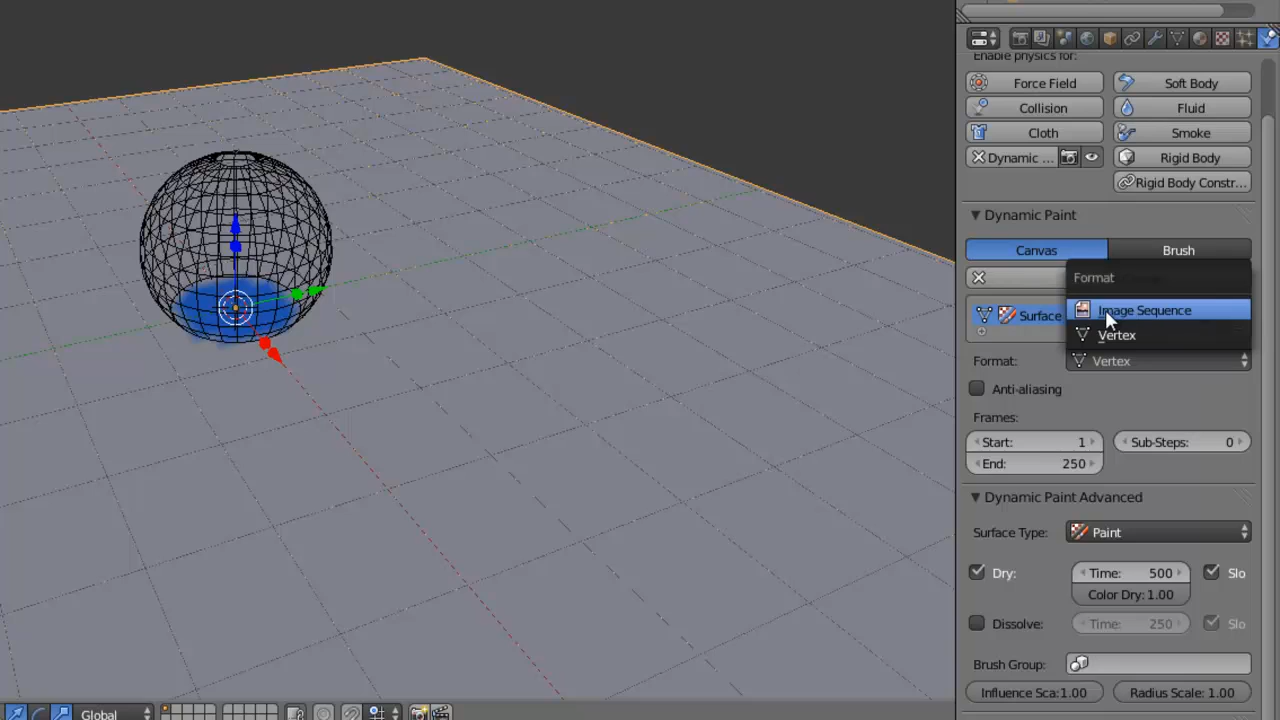 Enable physics for:
Force Field
Soft Body
Collision
Fluid
Cloth
Smoke
Dynamic ...
Rigid Body
Rigid Body Constr...
Dynamic Paint
Canvas
Brush
Format
Surface
Image Sequence
Vertex
Format:
Vertex
Anti-aliasing
Frames:
Start: 1
Sub-Steps: 0
End: 250
Dynamic Paint Advanced
Surface Type:
Paint
Dry:
Time: 500
Slo
Color Dry: 1.00
Dissolve:
Time: 250
Slo
Brush Group:
Influence Sca:1.00
Radius Scale: 1.00
Global